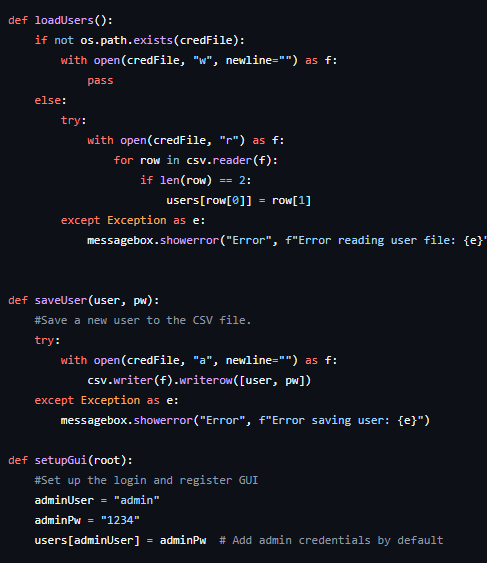 def loadUsers():
    if not os.path.exists(credFile):
        with open(credFile, "w", newline="") as f:
            pass
    else:
        try:
            with open(credFile, "r") as f:
                for row in csv.reader(f):
                    if len(row) == 2:
                        users[row[0]] = row[1]
        except Exception as e:
            messagebox.showerror("Error", f"Error reading user file: {e}"
def saveUser(user, pw):
    #Save a new user to the CSV file.
    try:
        with open(credFile, "a", newline="") as f:
            csv.writer(f).writerow([user, pw])
    except Exception as e:
        messagebox.showerror("Error", f"Error saving user: {e}")
def setupGui(root):
    #Set up the login and register GUI
    adminUser = "admin"
    adminPw = "1234"
    users[adminUser] = adminPw  # Add admin credentials by default